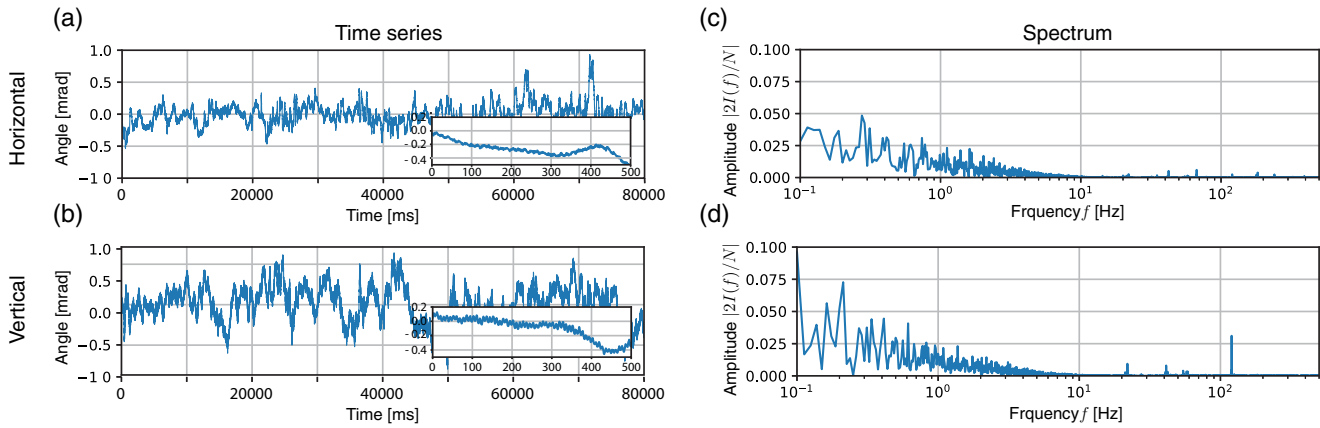 (a)
Time series
(c)
Spectrum
Horizontal
Angle [mrad]
1.0
0.5
0.0
−0.5
−1 0
0.2
0.0
- 0.2
- 0.4
0 100 200 300 400 500
0 20000 40000 60000 80000
Time [ms]
Amplitude |2I(f)/N|
0.100
0.075
0.050
0.025
0.000
10⁻¹ 10⁰ 10¹ 10²
Frquency f [Hz]
(b)
(d)
Vertical
Angle [mrad]
1.0
0.5
0.0
−0.5
−1 0
0.2
0.0
- 0.2
- 0.4
0 100 200 300 400 500
0 20000 40000 60000 80000
Time [ms]
Amplitude |2I(f)/N|
0.100
0.075
0.050
0.025
0.000
10⁻¹ 10⁰ 10¹ 10²
Frquency f [Hz]